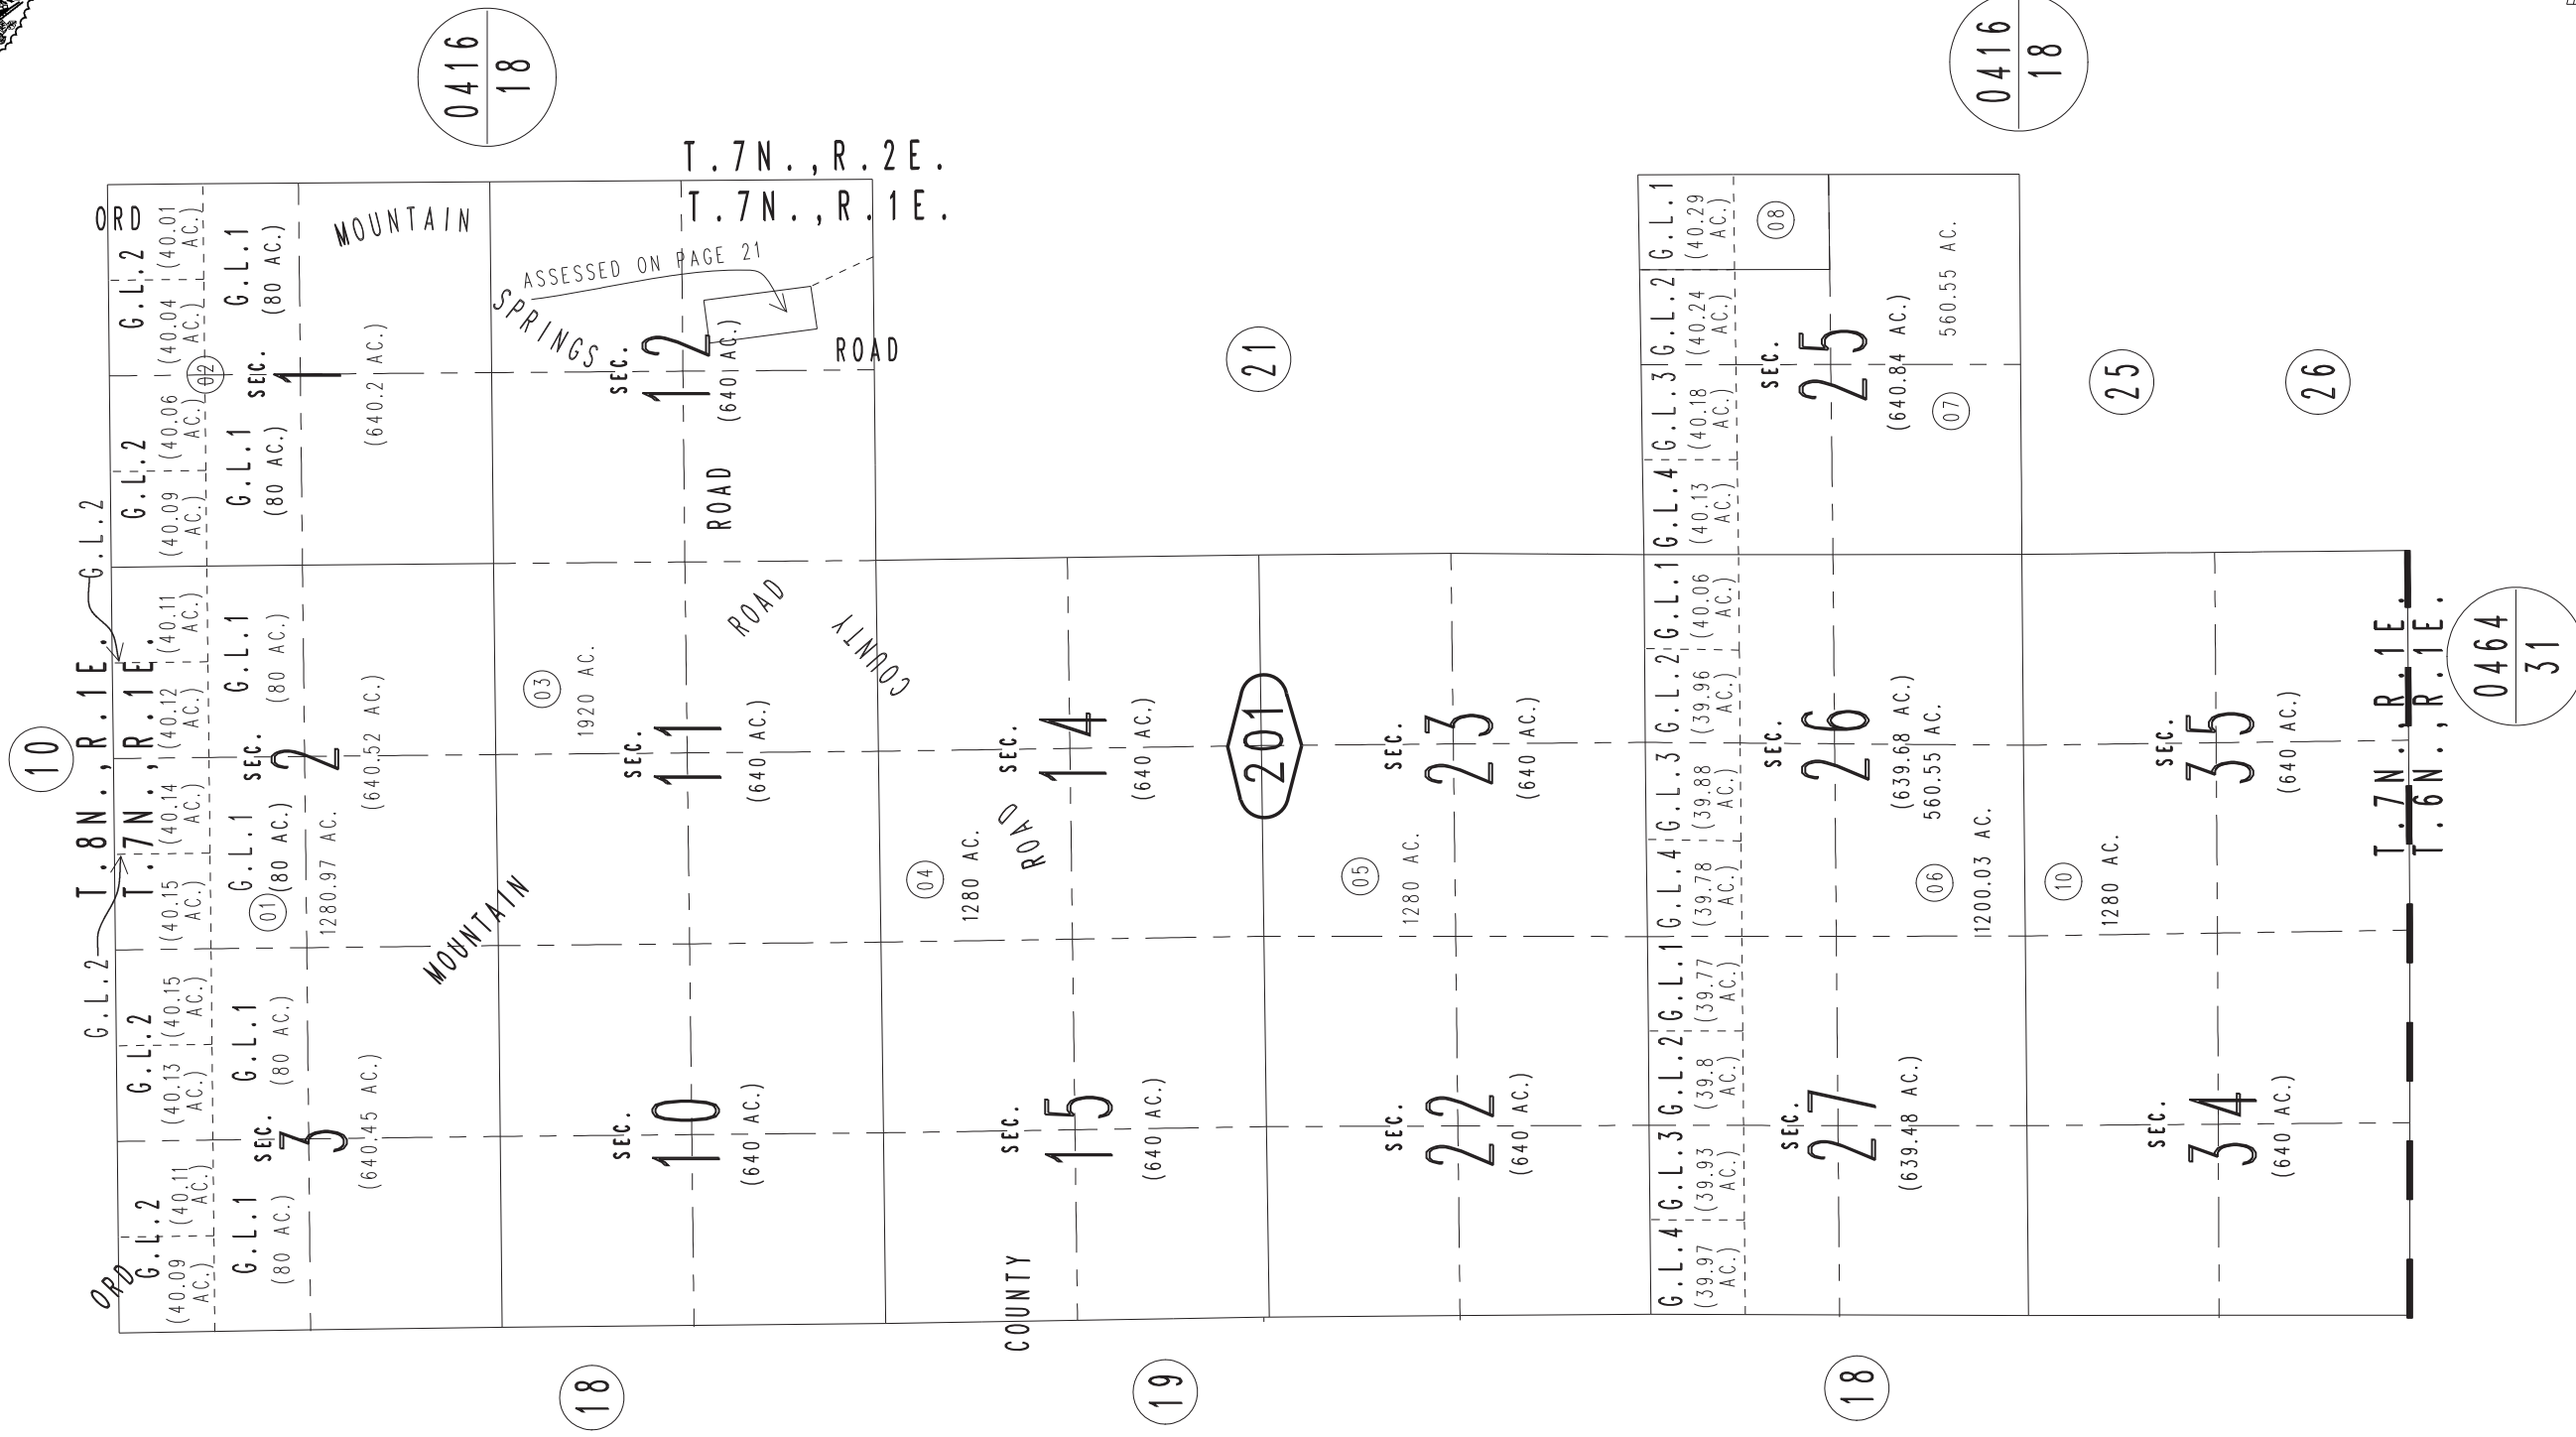 0416
18
0416
18
T.7N.,R.2E.
T.7N.,R.1E.
10
T.8N.,R.1E.
T.7N.,R.1E.
G.L.2
G.L.2
ORD
MOUNTAIN
SPRINGS
ROAD
ASSESSED ON PAGE 21
G.L.2
(40.01 AC.)
(40.04 AC.)
G.L.2
(40.06 AC.)
(40.09 AC.)
G.L.1
(80 AC.)
G.L.1
(80 AC.)
02
SEC.
1
(640.2 AC.)
(40.11 AC.)
(40.12 AC.)
(40.14 AC.)
(40.15 AC.)
G.L.1
(80 AC.)
G.L.1
(80 AC.)
SEC.
2
(640.52 AC.)
01
1280.97 AC.
G.L.2
(40.15 AC.)
(40.13 AC.)
G.L.2
(40.11 AC.)
(40.09 AC.)
G.L.1
(80 AC.)
G.L.1
(80 AC.)
SEC.
3
(640.45 AC.)
ORD
MOUNTAIN
ROAD
SEC.
12
(640 AC.)
ROAD
03
1920 AC.
SEC.
11
(640 AC.)
SEC.
10
(640 AC.)
COUNTY
ROAD
04
1280 AC.
SEC.
14
(640 AC.)
SEC.
15
(640 AC.)
COUNTY
21
201
05
1280 AC.
SEC.
23
(640 AC.)
SEC.
22
(640 AC.)
G.L.1
(40.29 AC.)
G.L.2
(40.24 AC.)
G.L.3
(40.18 AC.)
G.L.4
(40.13 AC.)
08
SEC.
25
(640.84 AC.)
07
560.55 AC.
G.L.1
(40.06 AC.)
G.L.2
(39.96 AC.)
G.L.3
(39.88 AC.)
G.L.4
(39.78 AC.)
SEC.
26
(639.68 AC.)
560.55 AC.
06
1200.03 AC.
G.L.1
(39.77 AC.)
G.L.2
(39.8 AC.)
G.L.3
(39.93 AC.)
G.L.4
(39.97 AC.)
SEC.
27
(639.48 AC.)
10
1280 AC.
SEC.
35
(640 AC.)
SEC.
34
(640 AC.)
25
26
T.7N.,R.1E.
T.6N.,R.1E.
0464
31
18
19
18